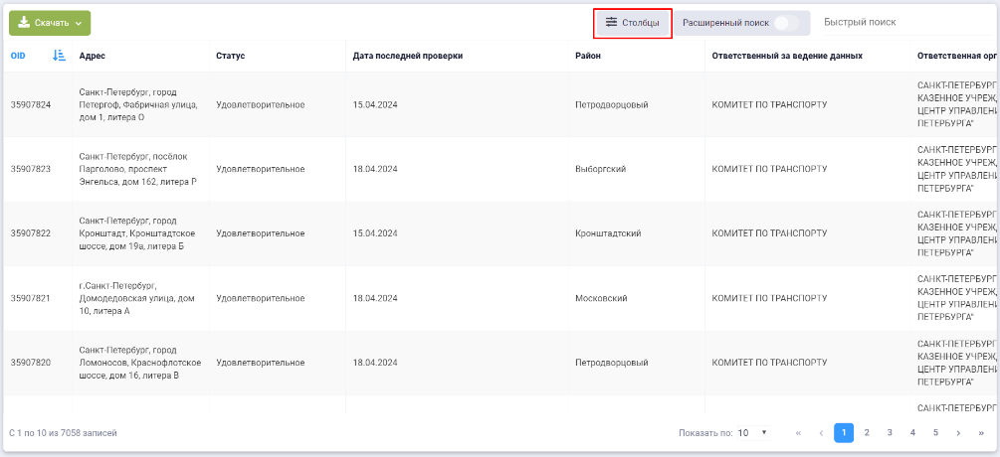 Скачать
Столбцы
Расширенный поиск
Быстрый поиск
OID Адрес Статус Дата последней проверки Район Ответственный за ведение данных Ответственная орг
35907824
Санкт-Петербург, город
Петергоф, Фабричная улица,
дом 1, литера О
Удовлетворительное
15.04.2024
Петродворцовый
КОМИТЕТ ПО ТРАНСПОРТУ
САНКТ-ПЕТЕРБУРГ
КАЗЕННОЕ УЧРЕЖ
ЦЕНТР УПРАВЛЕНИ
ПЕТЕРБУРГА"
35907823
Санкт-Петербург, посёлок
Парголово, проспект
Энгельса, дом 162, литера Р
Удовлетворительное
18.04.2024
Выборгский
КОМИТЕТ ПО ТРАНСПОРТУ
САНКТ-ПЕТЕРБУРГ
КАЗЕННОЕ УЧРЕЖ
ЦЕНТР УПРАВЛЕНИ
ПЕТЕРБУРГА"
35907822
Санкт-Петербург, город
Кронштадт, Кронштадтское
шоссе, дом 19а, литера Б
Удовлетворительное
15.04.2024
Кронштадтский
КОМИТЕТ ПО ТРАНСПОРТУ
САНКТ-ПЕТЕРБУРГ
КАЗЕННОЕ УЧРЕЖ
ЦЕНТР УПРАВЛЕНИ
ПЕТЕРБУРГА"
35907821
г.Санкт-Петербург,
Домодедовская улица, дом
10, литера А
Удовлетворительное
18.04.2024
Московский
КОМИТЕТ ПО ТРАНСПОРТУ
САНКТ-ПЕТЕРБУРГ
КАЗЕННОЕ УЧРЕЖ
ЦЕНТР УПРАВЛЕНИ
ПЕТЕРБУРГА"
35907820
Санкт-Петербург, город
Ломоносов, Краснофлотское
шоссе, дом 16, литера В
Удовлетворительное
18.04.2024
Петродворцовый
КОМИТЕТ ПО ТРАНСПОРТУ
САНКТ-ПЕТЕРБУРГ
КАЗЕННОЕ УЧРЕЖ
ЦЕНТР УПРАВЛЕНИ
ПЕТЕРБУРГА"
САНКТ-ПЕТЕРБУРГ
С 1 по 10 из 7058 записей
Показать по: 10
« ‹ 1 2 3 4 5 › »